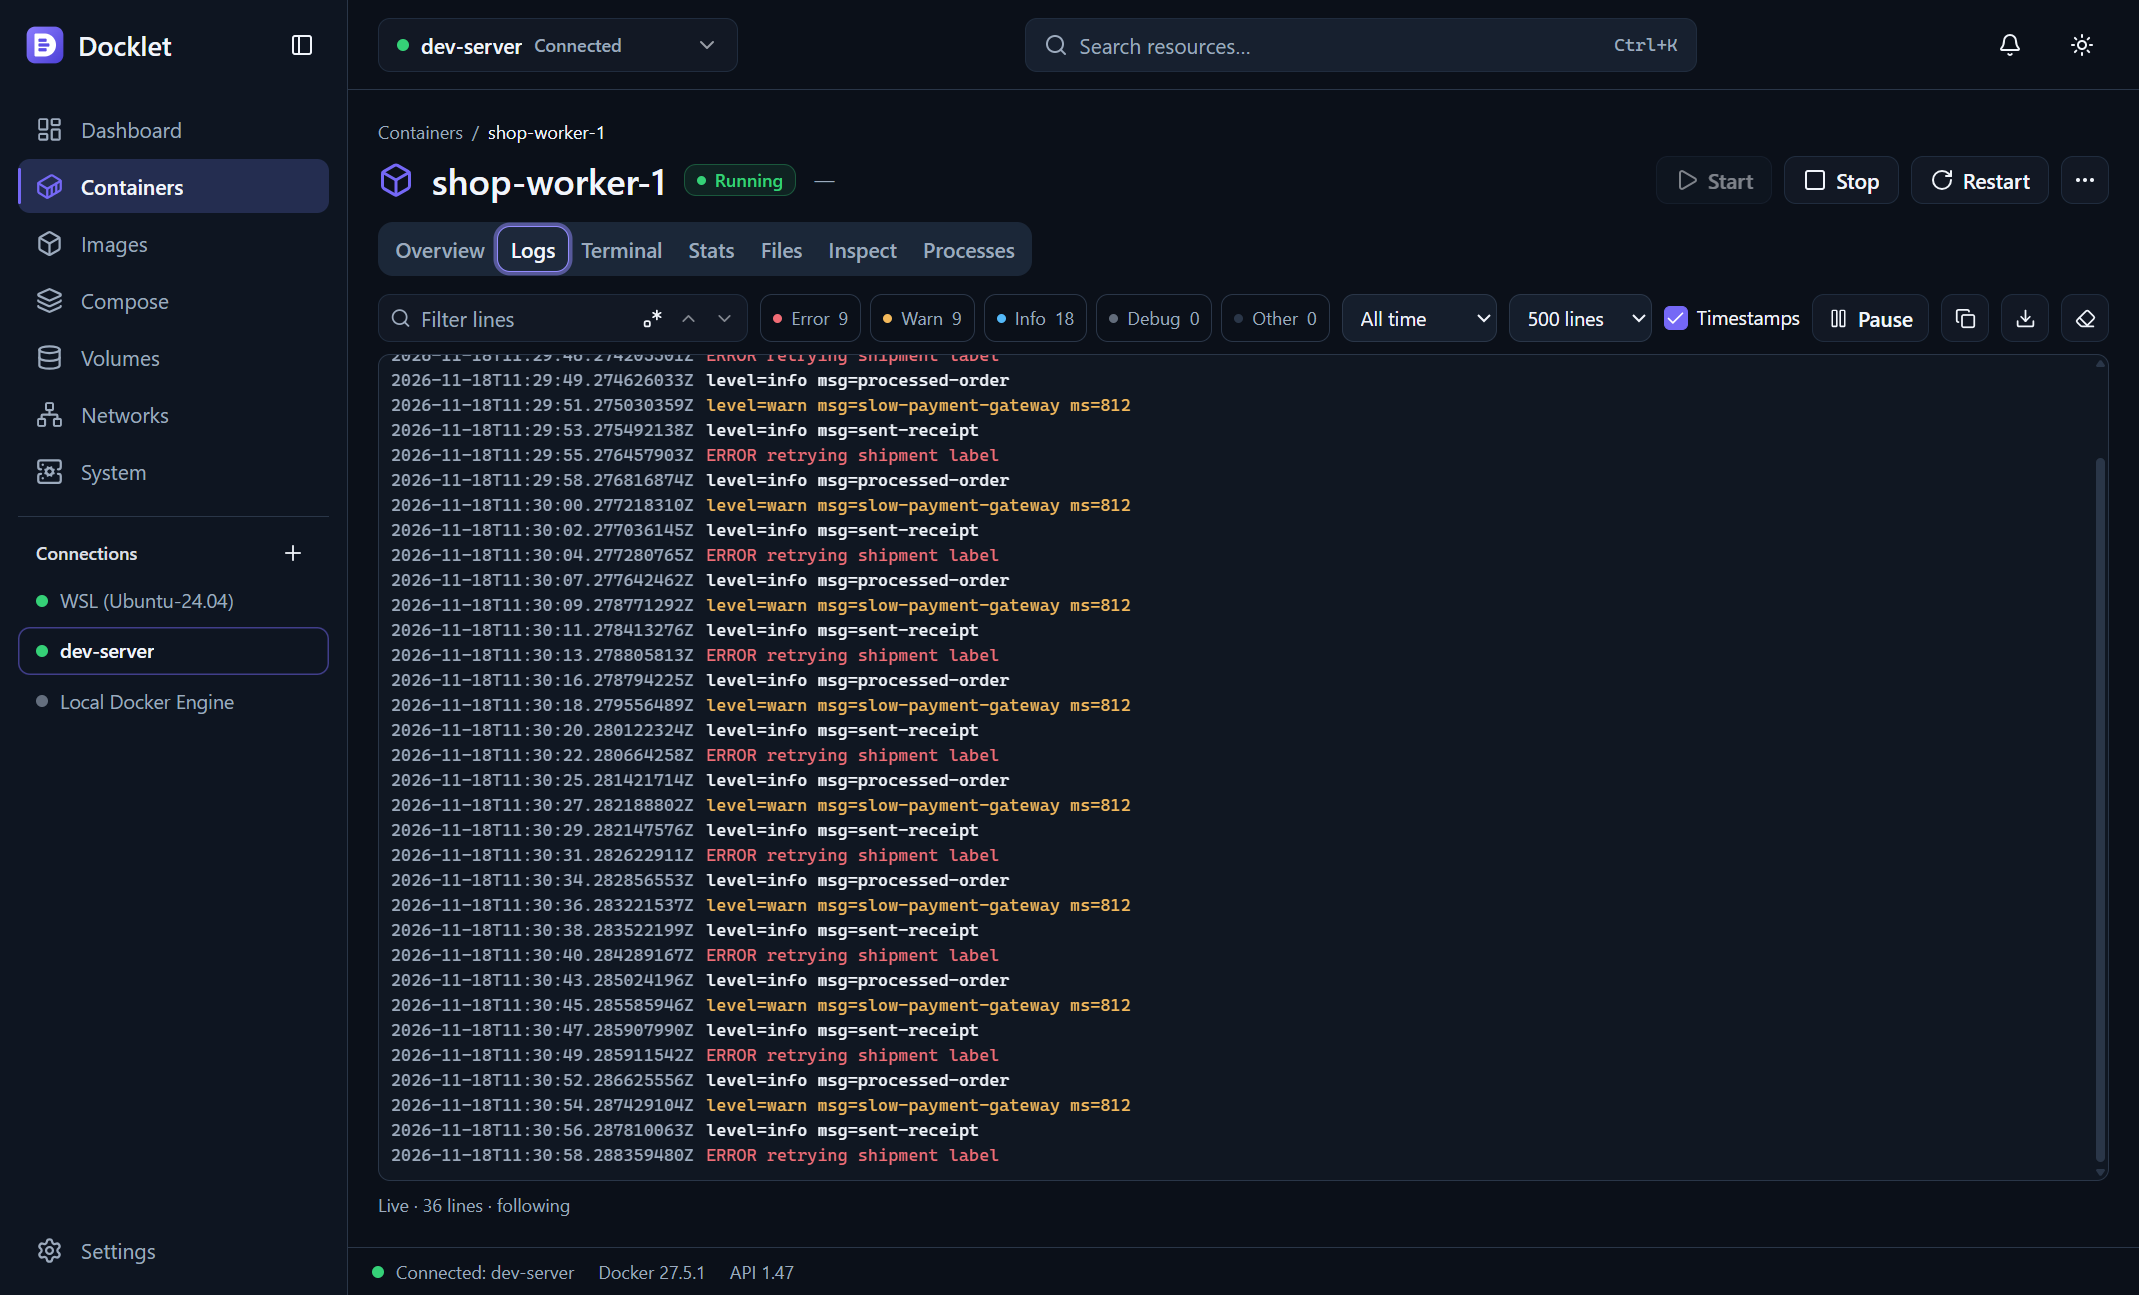 Docklet
dev-server Connected
Search resources... Ctrl+K
Dashboard
Containers
Images
Compose
Volumes
Networks
System
Connections
WSL (Ubuntu-24.04)
dev-server
Local Docker Engine
Settings
Containers / shop-worker-1
shop-worker-1 Running —
Start Stop Restart
Overview Logs Terminal Stats Files Inspect Processes
Filter lines .* Error 9 Warn 9 Info 18 Debug 0 Other 0 All time 500 lines Timestamps Pause
2026-11-18T11:29:46.274205301Z ERROR retrying shipment label
2026-11-18T11:29:49.274626033Z level=info msg=processed-order
2026-11-18T11:29:51.275030359Z level=warn msg=slow-payment-gateway ms=812
2026-11-18T11:29:53.275492138Z level=info msg=sent-receipt
2026-11-18T11:29:55.276457903Z ERROR retrying shipment label
2026-11-18T11:29:58.276816874Z level=info msg=processed-order
2026-11-18T11:30:00.277218310Z level=warn msg=slow-payment-gateway ms=812
2026-11-18T11:30:02.277036145Z level=info msg=sent-receipt
2026-11-18T11:30:04.277280765Z ERROR retrying shipment label
2026-11-18T11:30:07.277642462Z level=info msg=processed-order
2026-11-18T11:30:09.278771292Z level=warn msg=slow-payment-gateway ms=812
2026-11-18T11:30:11.278413276Z level=info msg=sent-receipt
2026-11-18T11:30:13.278805813Z ERROR retrying shipment label
2026-11-18T11:30:16.278794225Z level=info msg=processed-order
2026-11-18T11:30:18.279556489Z level=warn msg=slow-payment-gateway ms=812
2026-11-18T11:30:20.280122324Z level=info msg=sent-receipt
2026-11-18T11:30:22.280664258Z ERROR retrying shipment label
2026-11-18T11:30:25.281421714Z level=info msg=processed-order
2026-11-18T11:30:27.282188802Z level=warn msg=slow-payment-gateway ms=812
2026-11-18T11:30:29.282147576Z level=info msg=sent-receipt
2026-11-18T11:30:31.282622911Z ERROR retrying shipment label
2026-11-18T11:30:34.282856553Z level=info msg=processed-order
2026-11-18T11:30:36.283221537Z level=warn msg=slow-payment-gateway ms=812
2026-11-18T11:30:38.283522199Z level=info msg=sent-receipt
2026-11-18T11:30:40.284289167Z ERROR retrying shipment label
2026-11-18T11:30:43.285024196Z level=info msg=processed-order
2026-11-18T11:30:45.285585946Z level=warn msg=slow-payment-gateway ms=812
2026-11-18T11:30:47.285907990Z level=info msg=sent-receipt
2026-11-18T11:30:49.285911542Z ERROR retrying shipment label
2026-11-18T11:30:52.286625556Z level=info msg=processed-order
2026-11-18T11:30:54.287429104Z level=warn msg=slow-payment-gateway ms=812
2026-11-18T11:30:56.287810063Z level=info msg=sent-receipt
2026-11-18T11:30:58.288359480Z ERROR retrying shipment label
Live · 36 lines · following
Connected: dev-server Docker 27.5.1 API 1.47